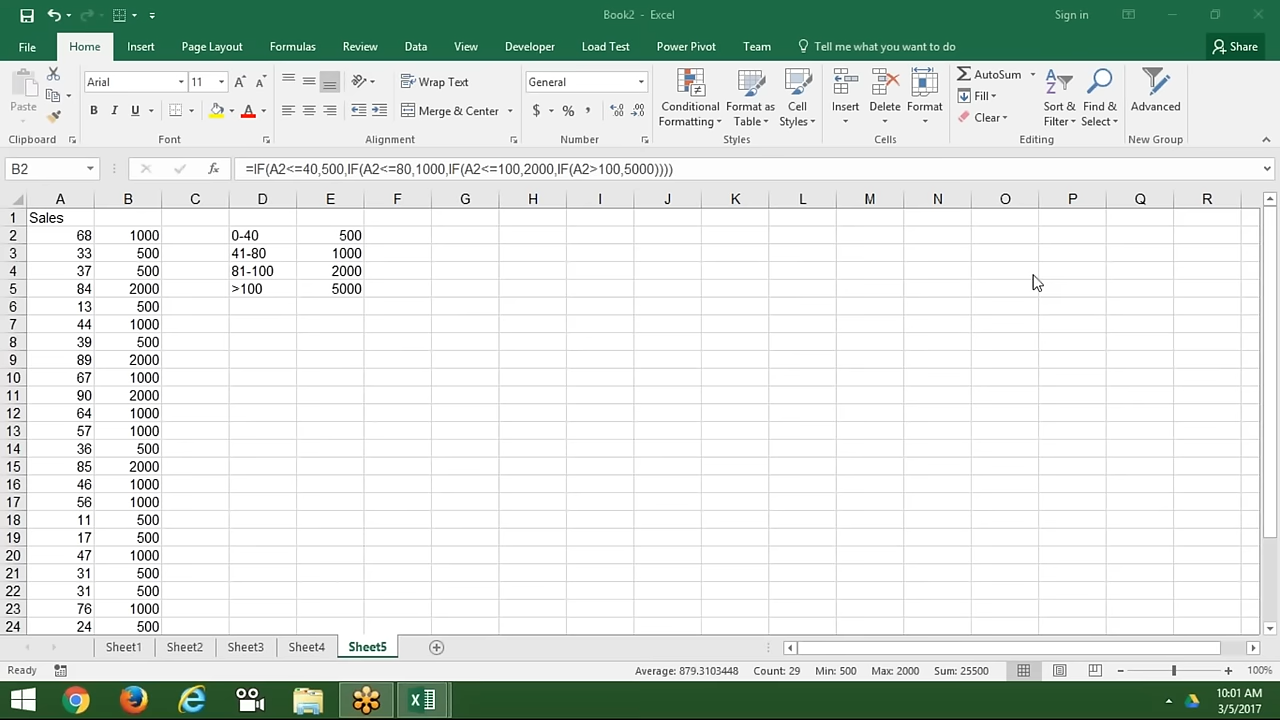 Book2 - Excel
Sign in
File Home Insert Page Layout Formulas Data Review View Developer Load Test Power Pivot Team Tell me what you want to do Share
Paste
Arial 11
B I U
Wrap Text
Merge & Center
General
$ % ,
Conditional Formatting
Format as Table
Cell Styles
Insert
Delete
Format
AutoSum
Fill
Clear
Sort & Filter
Find & Select
Advanced
Clipboard Font Alignment Number Styles Cells Editing New Group
B2 fx =IF(A2<=40,500,IF(A2<=80,1000,IF(A2<=100,2000,IF(A2>100,5000))))
A B C D E F G H I J K L M N O P Q R
1 Sales
2 68 1000 0-40 500
3 33 500 41-80 1000
4 37 500 81-100 2000
5 84 2000 >100 5000
6 13 500
7 44 1000
8 39 500
9 89 2000
10 67 1000
11 90 2000
12 64 1000
13 57 1000
14 36 500
15 85 2000
16 46 1000
17 56 1000
18 11 500
19 17 500
20 47 1000
21 31 500
22 31 500
23 76 1000
24 24 500
Sheet1 Sheet2 Sheet3 Sheet4 Sheet5
Ready Average: 879.3103448 Count: 29 Min: 500 Max: 2000 Sum: 25500 100%
10:01 AM
3/5/2017